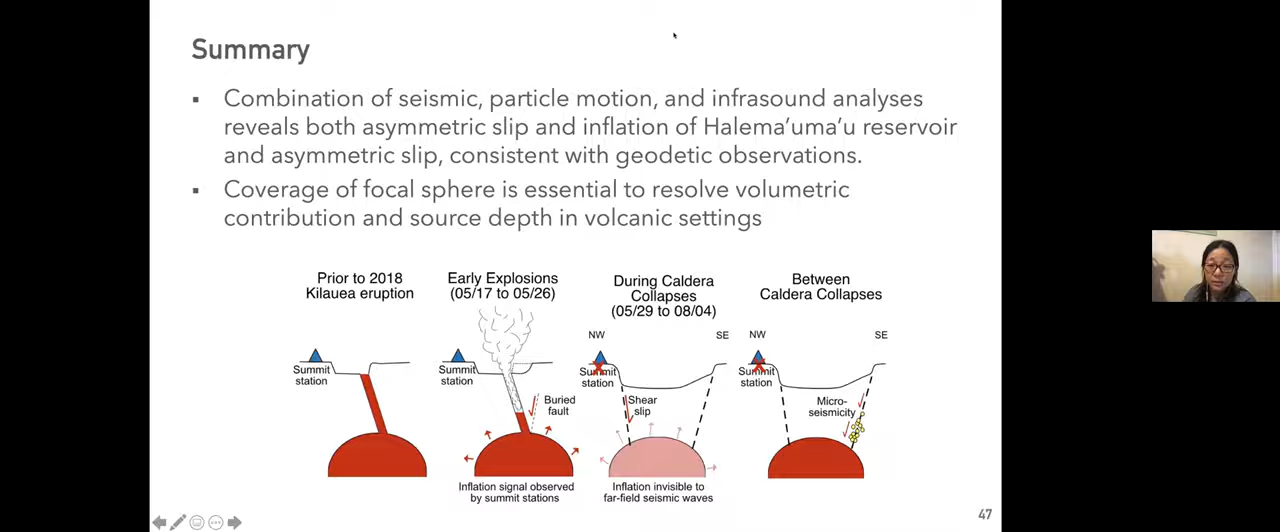 Summary
▪ Combination of seismic, particle motion, and infrasound analyses
reveals both asymmetric slip and inflation of Halema'uma'u reservoir
and asymmetric slip, consistent with geodetic observations.
▪ Coverage of focal sphere is essential to resolve volumetric
contribution and source depth in volcanic settings
Prior to 2018
Kilauea eruption
Summit
station
Early Explosions
(05/17 to 05/26)
Summit
station
Buried
fault
Inflation signal observed
by summit stations
During Caldera
Collapses
(05/29 to 08/04)
NW
SE
Summit
station
Shear
slip
Inflation invisible to
far-field seismic waves
Between
Caldera Collapses
NW
SE
Summit
station
Micro-
seismicity
47